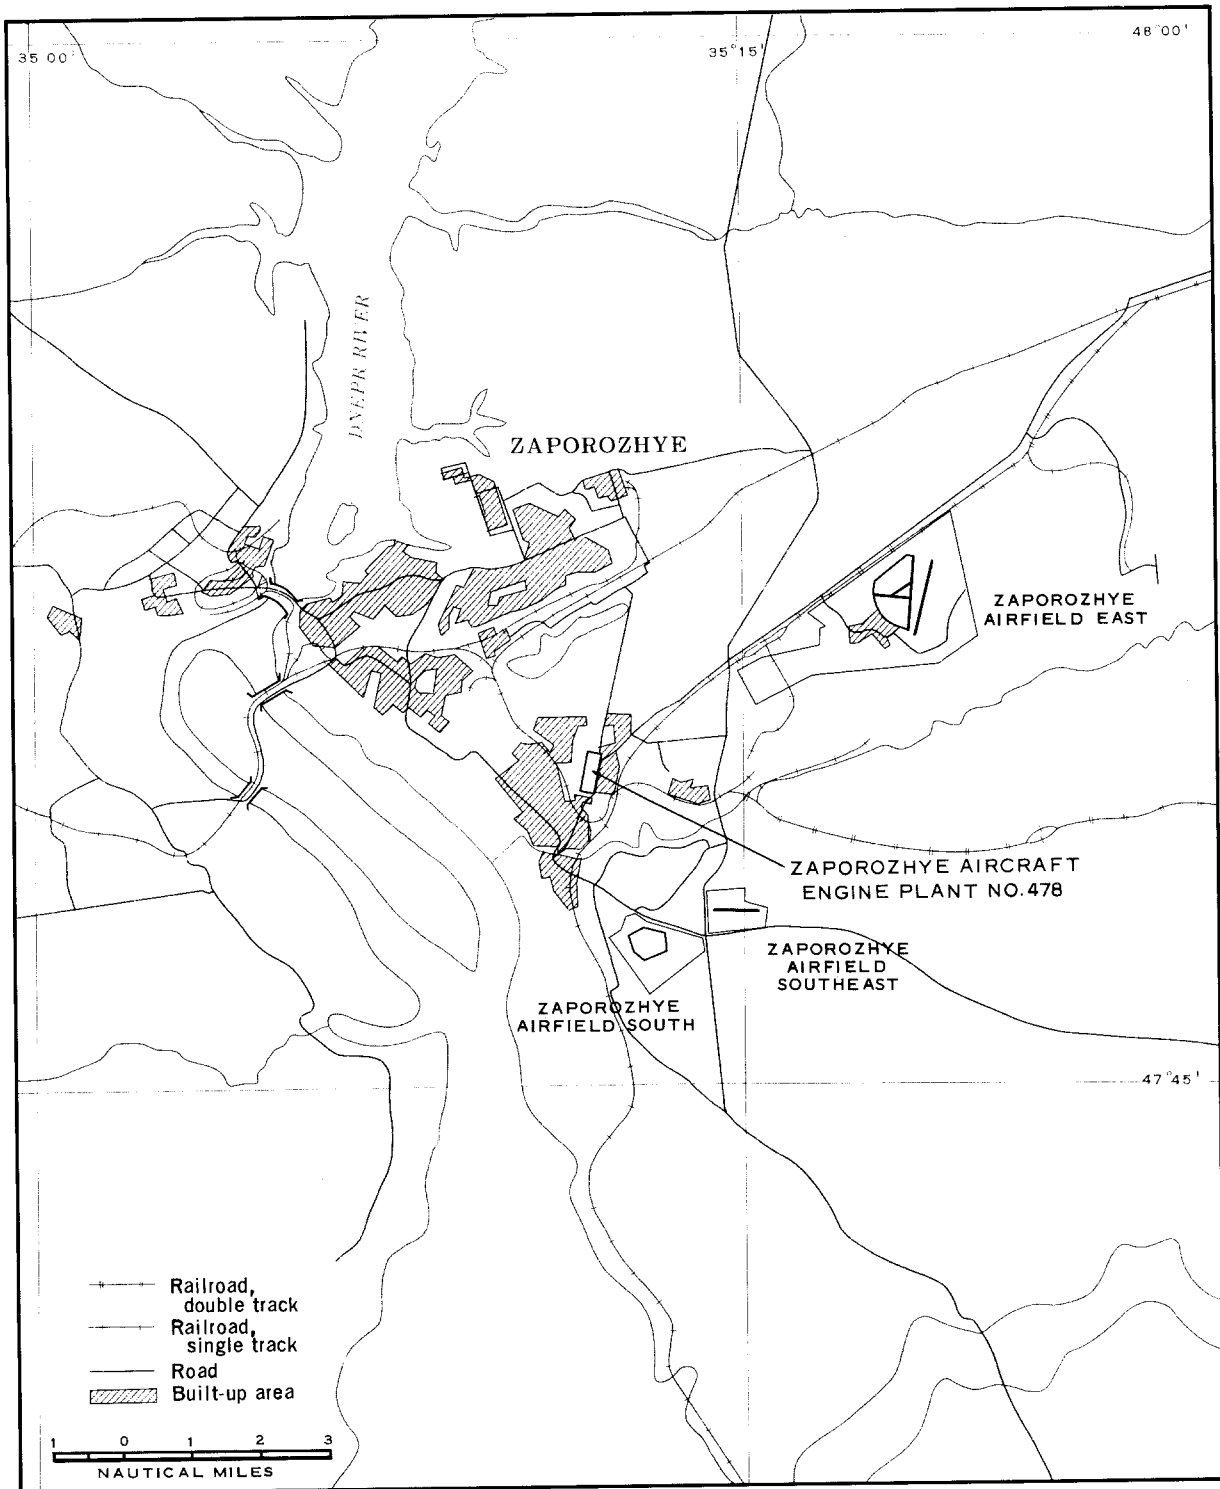 35 00'
35°15'
48°00'
DNEPR RIVER
ZAPOROZHYE
ZAPOROZHYE
AIRFIELD EAST
ZAPOROZHYE AIRCRAFT
ENGINE PLANT NO. 478
ZAPOROZHYE
AIRFIELD
SOUTHEAST
ZAPOROZHYE
AIRFIELD SOUTH
47°45'
Railroad,
double track
Railroad,
single track
Road
Built-up area
1 0 1 2 3
NAUTICAL MILES